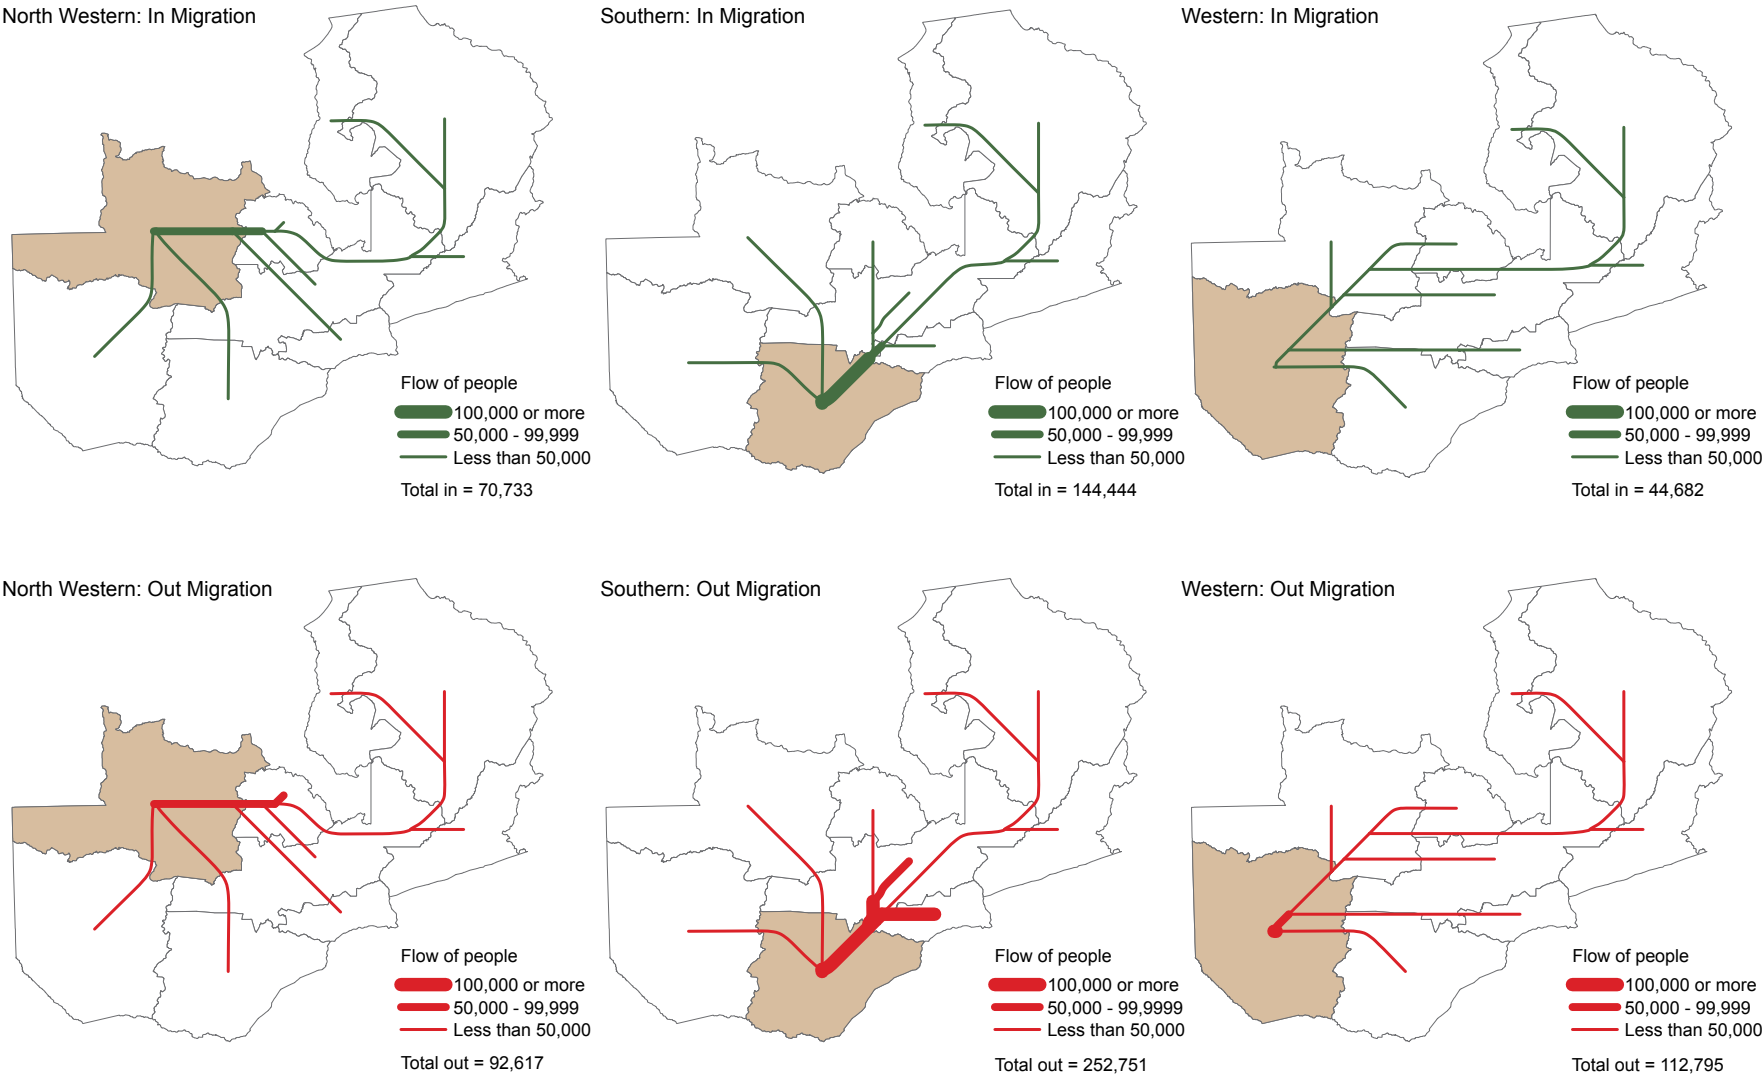 North Western: In Migration
Flow of people
100,000 or more
50,000 - 99,999
Less than 50,000
Total in = 70,733
Southern: In Migration
Flow of people
100,000 or more
50,000 - 99,999
Less than 50,000
Total in = 144,444
Western: In Migration
Flow of people
100,000 or more
50,000 - 99,999
Less than 50,000
Total in = 44,682
North Western: Out Migration
Flow of people
100,000 or more
50,000 - 99,999
Less than 50,000
Total out = 92,617
Southern: Out Migration
Flow of people
100,000 or more
50,000 - 99,9999
Less than 50,000
Total out = 252,751
Western: Out Migration
Flow of people
100,000 or more
50,000 - 99,999
Less than 50,000
Total out = 112,795